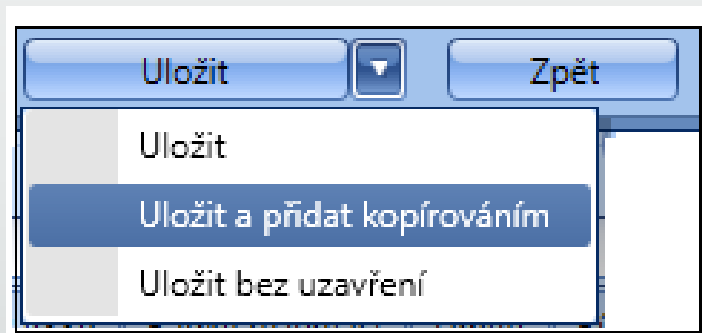 Uložit Zpět
Uložit
Uložit a přidat kopírováním
Uložit bez uzavření